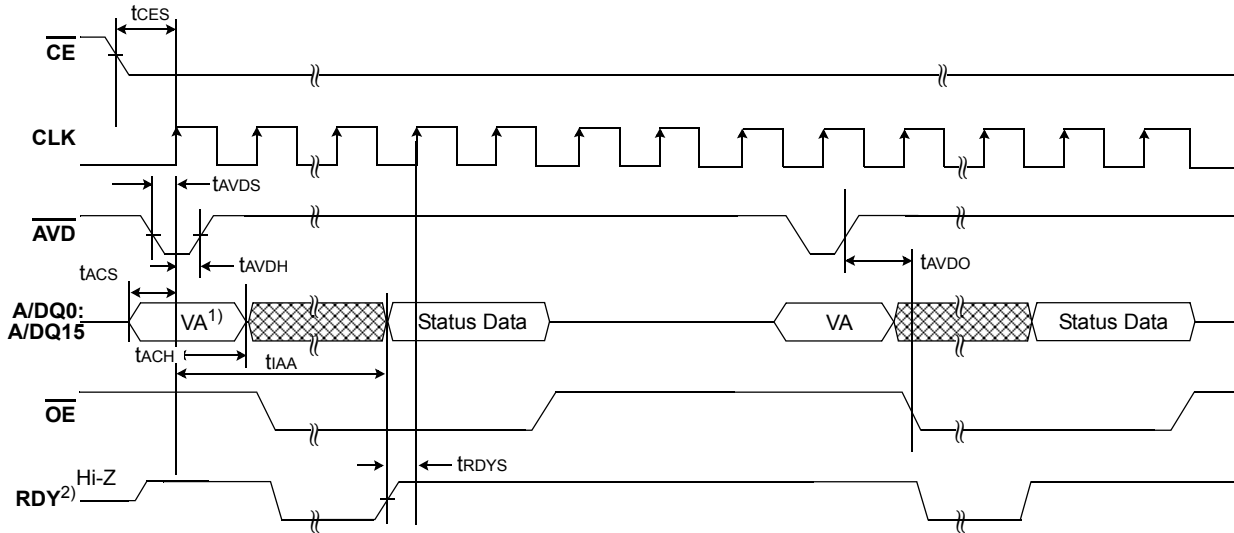 tCES
CE
CLK
tAVDS
AVD
tAVDH
tAVDO
tACS
A/DQ0:
A/DQ15
VA1)
Status Data
VA
Status Data
tACH
tIAA
OE
tRDYS
Hi-Z
RDY2)